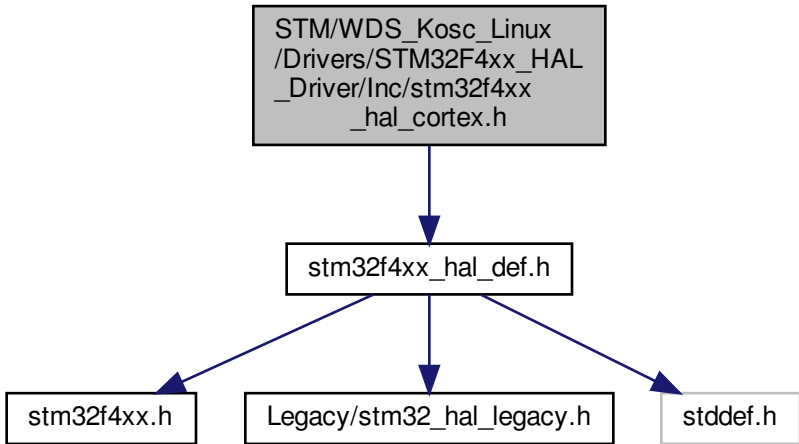 STM/WDS_Kosc_Linux
/Drivers/STM32F4xx_HAL
_Driver/Inc/stm32f4xx
_hal_cortex.h
stm32f4xx_hal_def.h
stm32f4xx.h
Legacy/stm32_hal_legacy.h
stddef.h